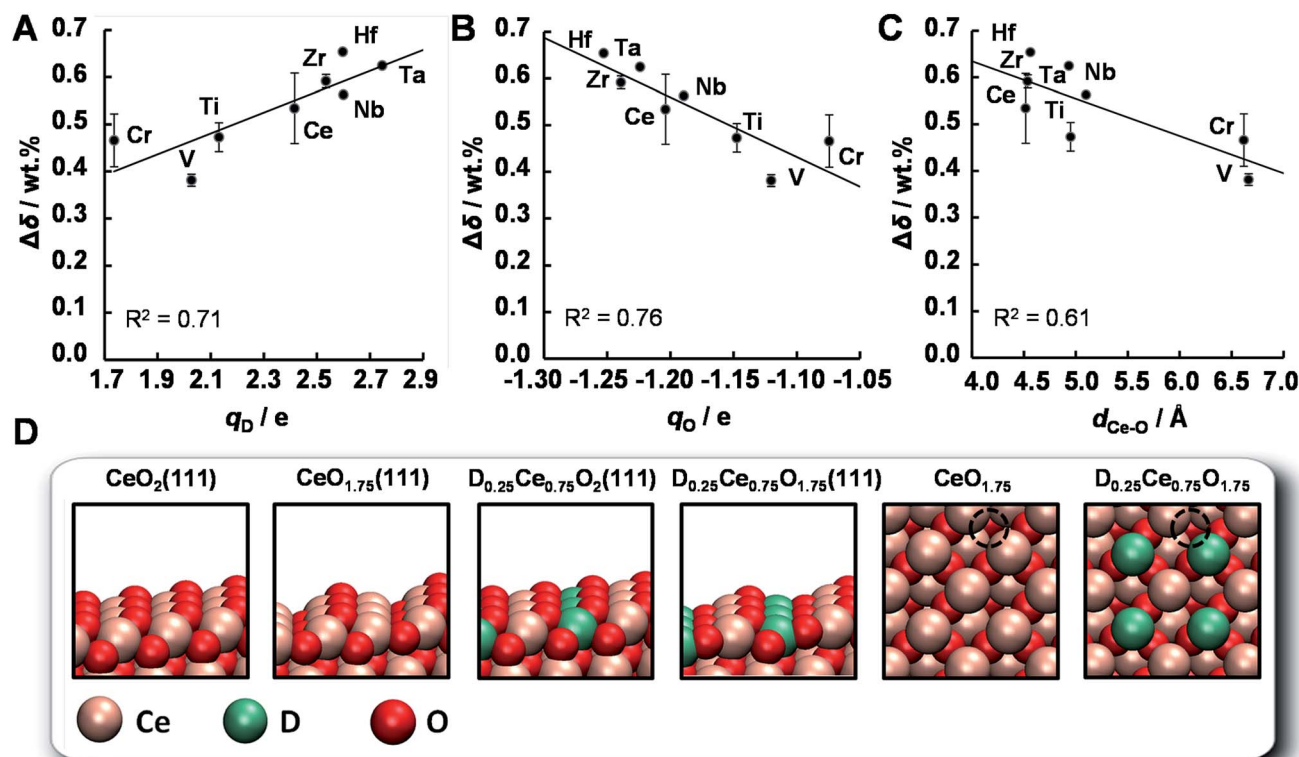 A
0.7
0.6
0.5
0.4
0.3
0.2
0.1
0.0
Δδ / wt.%
Hf
Zr
Ta
Ti
Nb
Ce
Cr
V
R² = 0.71
1.7 1.9 2.1 2.3 2.5 2.7 2.9
q_D / e
B
0.7
0.6
0.5
0.4
0.3
0.2
0.1
0.0
Δδ / wt.%
Hf Ta
Zr
Nb
Ce
Ti
Cr
V
R² = 0.76
-1.30 -1.25 -1.20 -1.15 -1.10 -1.05
q_O / e
C
0.7
0.6
0.5
0.4
0.3
0.2
0.1
0.0
Δδ / wt.%
Hf
Zr
Ta Nb
Ce
Ti
Cr
V
R² = 0.61
4.0 4.5 5.0 5.5 6.0 6.5 7.0
d_Ce-O / Å
D
CeO₂(111) CeO₁.₇₅(111) D₀.₂₅Ce₀.₇₅O₂(111) D₀.₂₅Ce₀.₇₅O₁.₇₅(111) CeO₁.₇₅ D₀.₂₅Ce₀.₇₅O₁.₇₅
Ce D O